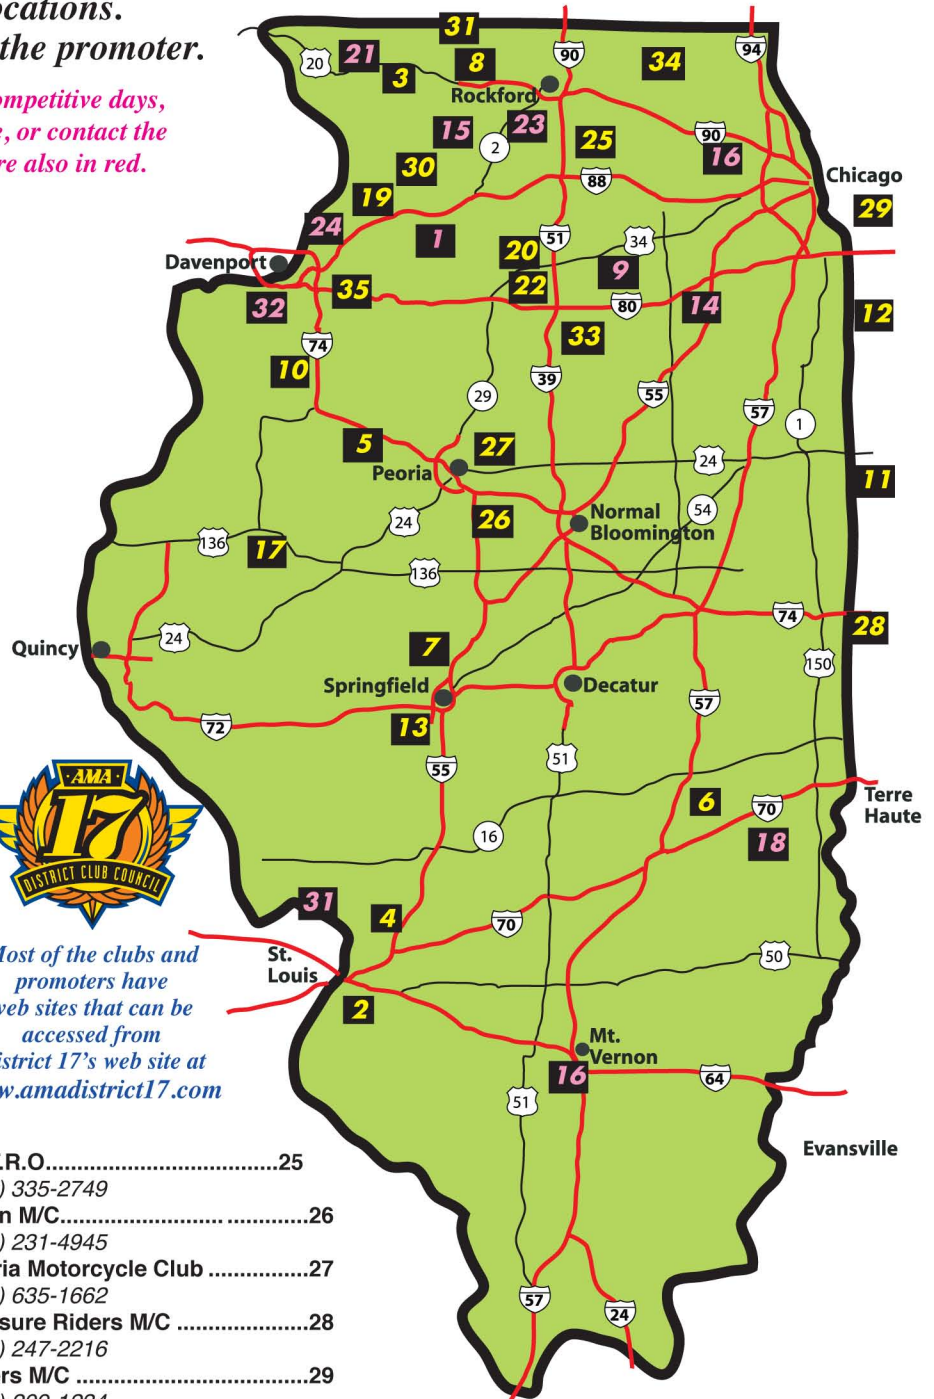 ocations.
the promoter.
ompetitive days,
e, or contact the
re also in red.
31
90
94
20
21
3
8
34
Rockford
15
23
2
25
90
16
30
88
Chicago
19
29
24
1
20
51
34
Davenport
9
22
35
32
80
14
12
33
74
10
39
55
57
29
1
5
27
24
Peoria
11
54
26
Normal
Bloomington
24
136
17
136
74
28
24
Quincy
7
150
Springfield
Decatur
57
72
13
51
55
AMA
17
DISTRICT CLUB COUNCIL
6
70
Terre
Haute
16
18
31
4
70
Most of the clubs and
promoters have
web sites that can be
accessed from
istrict 17's web site at
w.amadistrict17.com
St.
Louis
50
2
Mt.
Vernon
16
64
51
Evansville
.R.O......................................25
) 335-2749
n M/C.......................... .............26
) 231-4945
ria Motorcycle Club ................27
) 635-1662
sure Riders M/C .....................28
) 247-2216
rs M/C .....................................29
57
24